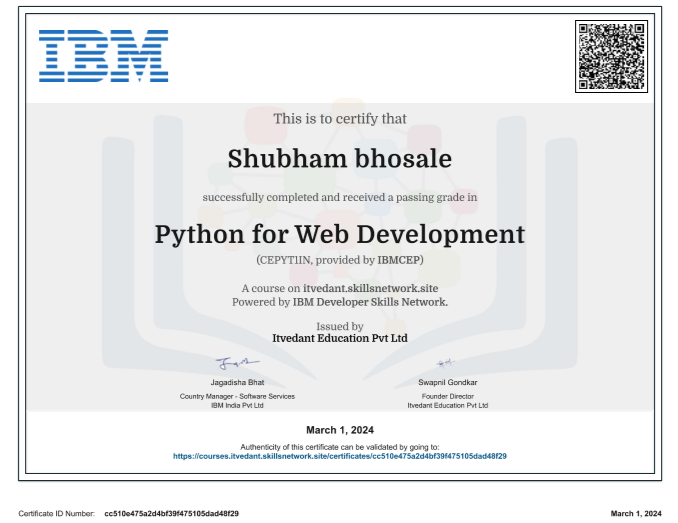 IBM
This is to certify that
Shubham bhosale
successfully completed and received a passing grade in
Python for Web Development
(CEPYT1IN, provided by IBMCEP)
A course on itvedant.skillsnetwork.site
Powered by IBM Developer Skills Network.
Issued by
Itvedant Education Pvt Ltd
Jagadisha Bhat
Country Manager - Software Services
IBM India Pvt Ltd
Swapnil Gondkar
Founder Director
Itvedant Education Pvt Ltd
March 1, 2024
Authenticity of this certificate can be validated by going to:
https://courses.itvedant.skillsnetwork.site/certificates/cc510e475a2d4bf39f475105dad48f29
Certificate ID Number: cc510e475a2d4bf39f475105dad48f29
March 1, 2024